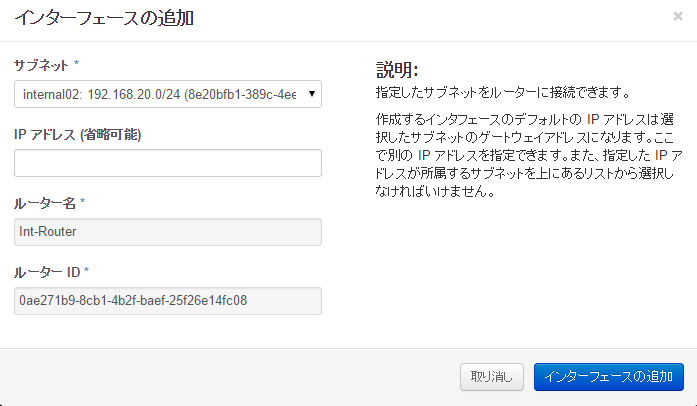 インターフェースの追加
×
サブネット *
internal02: 192.168.20.0/24 (8e20bfb1-389c-4ee
IP アドレス (省略可能)
ルーター名 *
Int-Router
ルーター ID *
0ae271b9-8cb1-4b2f-baef-25f26e14fc08
説明:
指定したサブネットをルーターに接続できます。
作成するインタフェースのデフォルトの IP アドレスは選
択したサブネットのゲートウェイアドレスになります。ここ
で別の IP アドレスを指定できます。また、指定した IP ア
ドレスが所属するサブネットを上にあるリストから選択し
なければいけません。
取り消し
インターフェースの追加